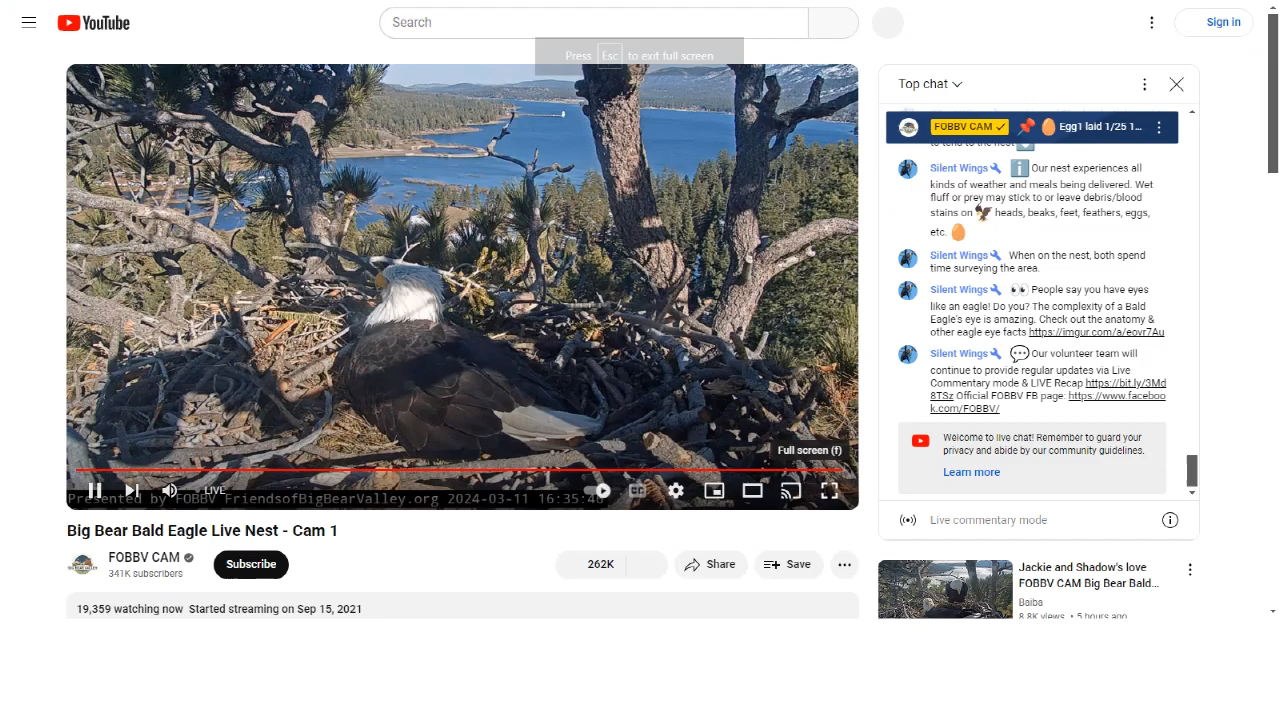 YouTube
Search
Sign in
Press Esc to exit full screen
Top chat
FOBBV CAM Egg1 laid 1/25 1...
to tend to the nest
Silent Wings Our nest experiences all
kinds of weather and meals being delivered. Wet
fluff or prey may stick to or leave debris/blood
stains on heads, beaks, feet, feathers, eggs,
etc.
Silent Wings When on the nest, both spend
time surveying the area.
Silent Wings People say you have eyes
like an eagle! Do you? The complexity of a Bald
Eagle's eye is amazing. Check out the anatomy &
other eagle eye facts https://imgur.com/a/eovr7Au
Silent Wings Our volunteer team will
continue to provide regular updates via Live
Commentary mode & LIVE Recap https://bit.ly/3Md
8TSz Official FOBBV FB page: https://www.faceboo
k.com/FOBBV/
Welcome to live chat! Remember to guard your
privacy and abide by our community guidelines.
Learn more
Live commentary mode
Full screen (f)
LIVE
CC
Presented by FOBBV FriendsofBigBearValley.org 2024-03-11 16:35:46
Big Bear Bald Eagle Live Nest - Cam 1
FOBBV CAM
341K subscribers
Subscribe
262K
Share
Save
19,359 watching now Started streaming on Sep 15, 2021
Jackie and Shadow's love
FOBBV CAM Big Bear Bald...
Baiba
8.8K views • 5 hours ago